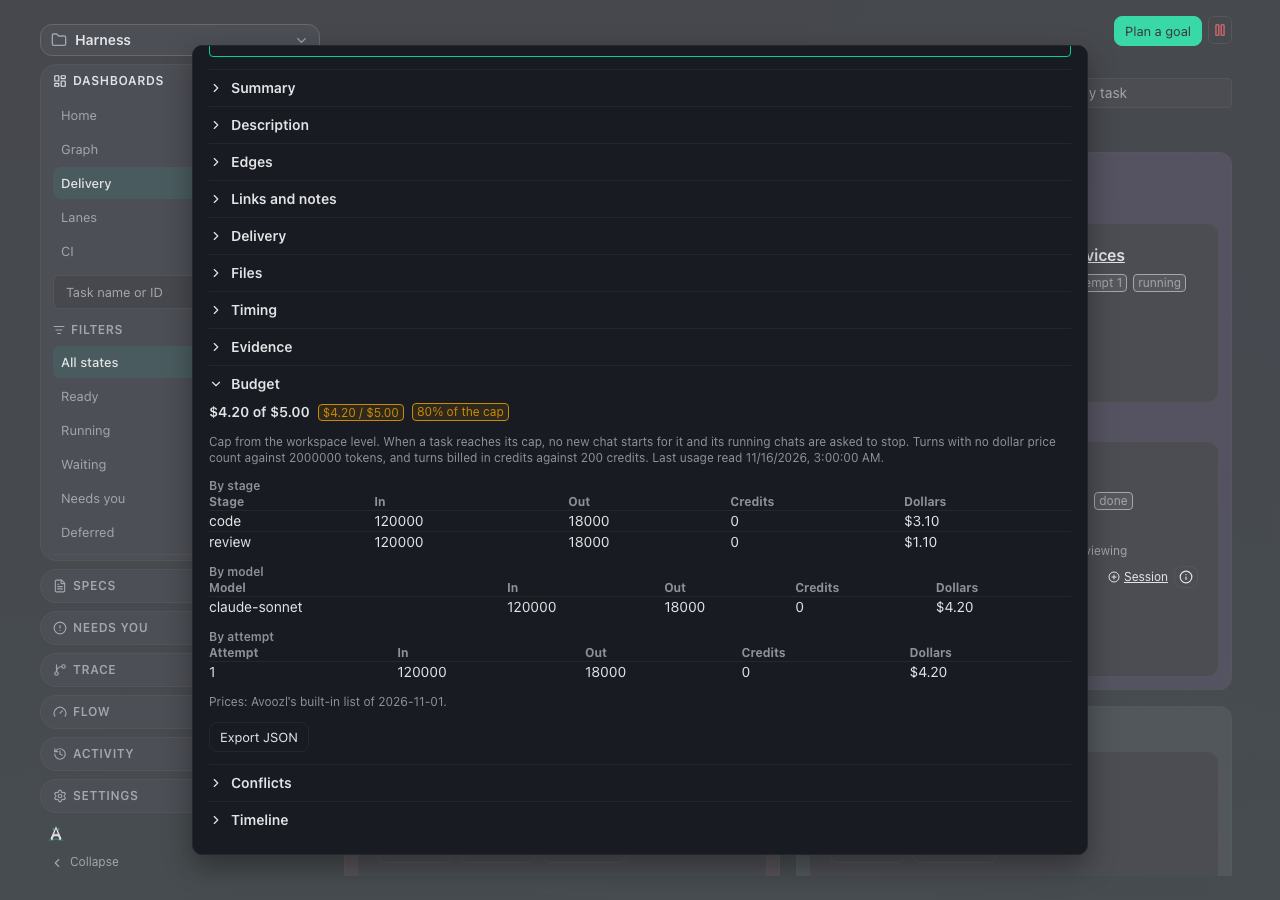 Harness
Plan a goal
DASHBOARDS
Home
Graph
Delivery
Lanes
CI
Task name or ID
FILTERS
All states
Ready
Running
Waiting
Needs you
Deferred
SPECS
NEEDS YOU
TRACE
FLOW
ACTIVITY
SETTINGS
Collapse
Summary
Description
Edges
Links and notes
Delivery
Files
Timing
Evidence
Budget
$4.20 of $5.00 $4.20 / $5.00 80% of the cap
Cap from the workspace level. When a task reaches its cap, no new chat starts for it and its running chats are asked to stop. Turns with no dollar price
count against 2000000 tokens, and turns billed in credits against 200 credits. Last usage read 11/16/2026, 3:00:00 AM.
By stage
Stage In Out Credits Dollars
code 120000 18000 0 $3.10
review 120000 18000 0 $1.10
By model
Model In Out Credits Dollars
claude-sonnet 120000 18000 0 $4.20
By attempt
Attempt In Out Credits Dollars
1 120000 18000 0 $4.20
Prices: Avoozl's built-in list of 2026-11-01.
Export JSON
Conflicts
Timeline
y task
vices
empt 1 running
done
viewing
Session